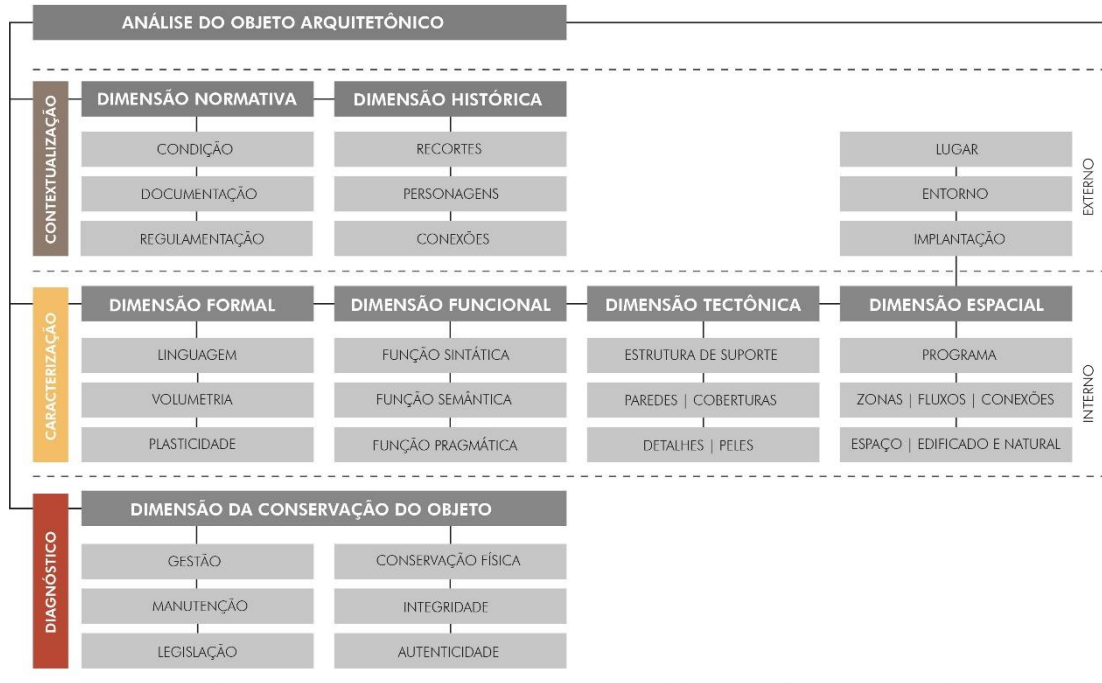 ANÁLISE DO OBJETO ARQUITETÔNICO
CONTEXTUALIZAÇÃO
DIMENSÃO NORMATIVA
CONDIÇÃO
DOCUMENTAÇÃO
REGULAMENTAÇÃO
DIMENSÃO HISTÓRICA
RECORTES
PERSONAGENS
CONEXÕES
LUGAR
ENTORNO
IMPLANTAÇÃO
EXTERNO
CARACTERIZAÇÃO
DIMENSÃO FORMAL
LINGUAGEM
VOLUMETRIA
PLASTICIDADE
DIMENSÃO FUNCIONAL
FUNÇÃO SINTÁTICA
FUNÇÃO SEMÂNTICA
FUNÇÃO PRAGMÁTICA
DIMENSÃO TECTÔNICA
ESTRUTURA DE SUPORTE
PAREDES | COBERTURAS
DETALHES | PELES
DIMENSÃO ESPACIAL
PROGRAMA
ZONAS | FLUXOS | CONEXÕES
ESPAÇO | EDIFICADO E NATURAL
INTERNO
DIAGNÓSTICO
DIMENSÃO DA CONSERVAÇÃO DO OBJETO
GESTÃO
MANUTENÇÃO
LEGISLAÇÃO
CONSERVAÇÃO FÍSICA
INTEGRIDADE
AUTENTICIDADE